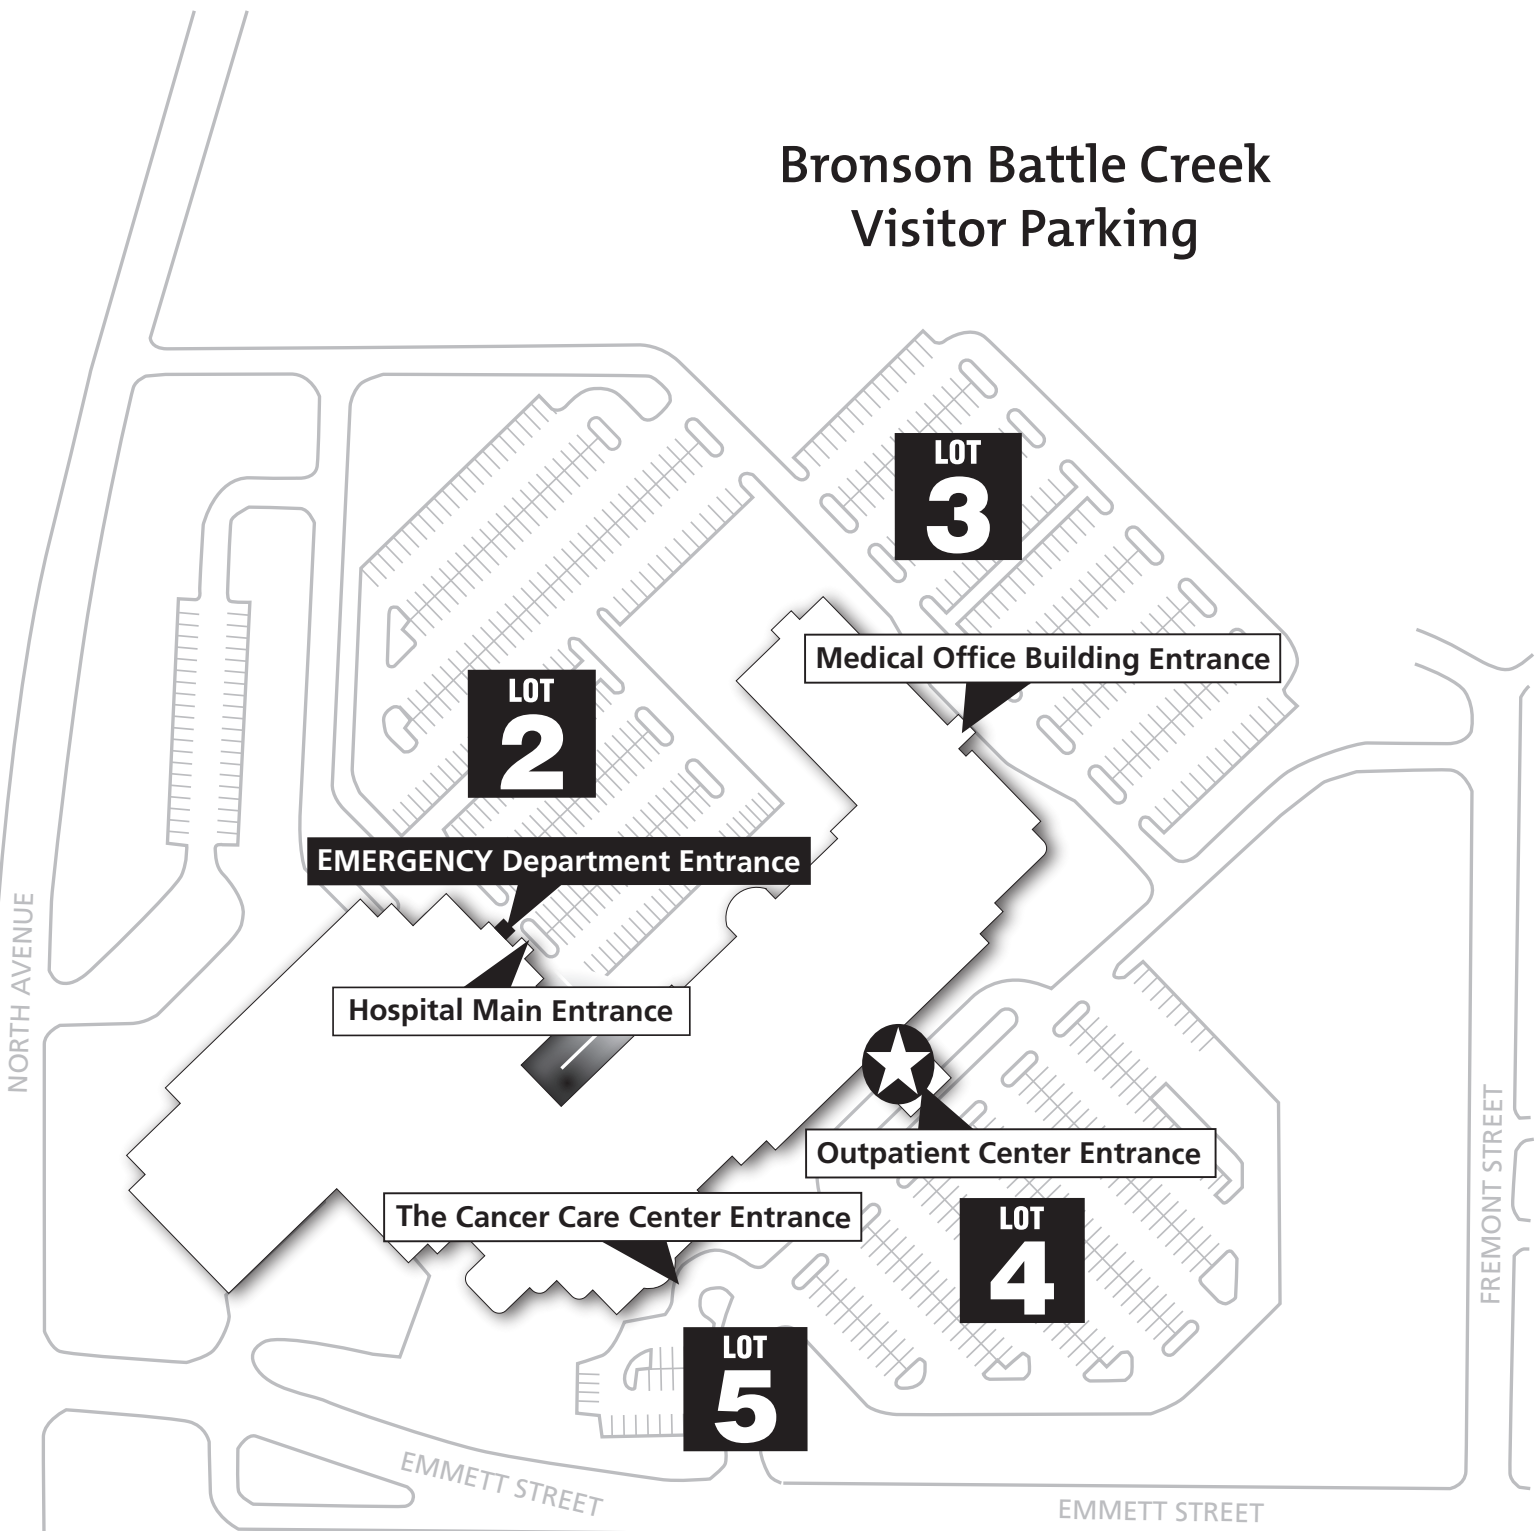 Bronson Battle Creek
Visitor Parking
LOT
3
Medical Office Building Entrance
LOT
2
EMERGENCY Department Entrance
NORTH AVENUE
Hospital Main Entrance
Outpatient Center Entrance
FREMONT STREET
The Cancer Care Center Entrance
LOT
4
LOT
5
EMMETT STREET
EMMETT STREET